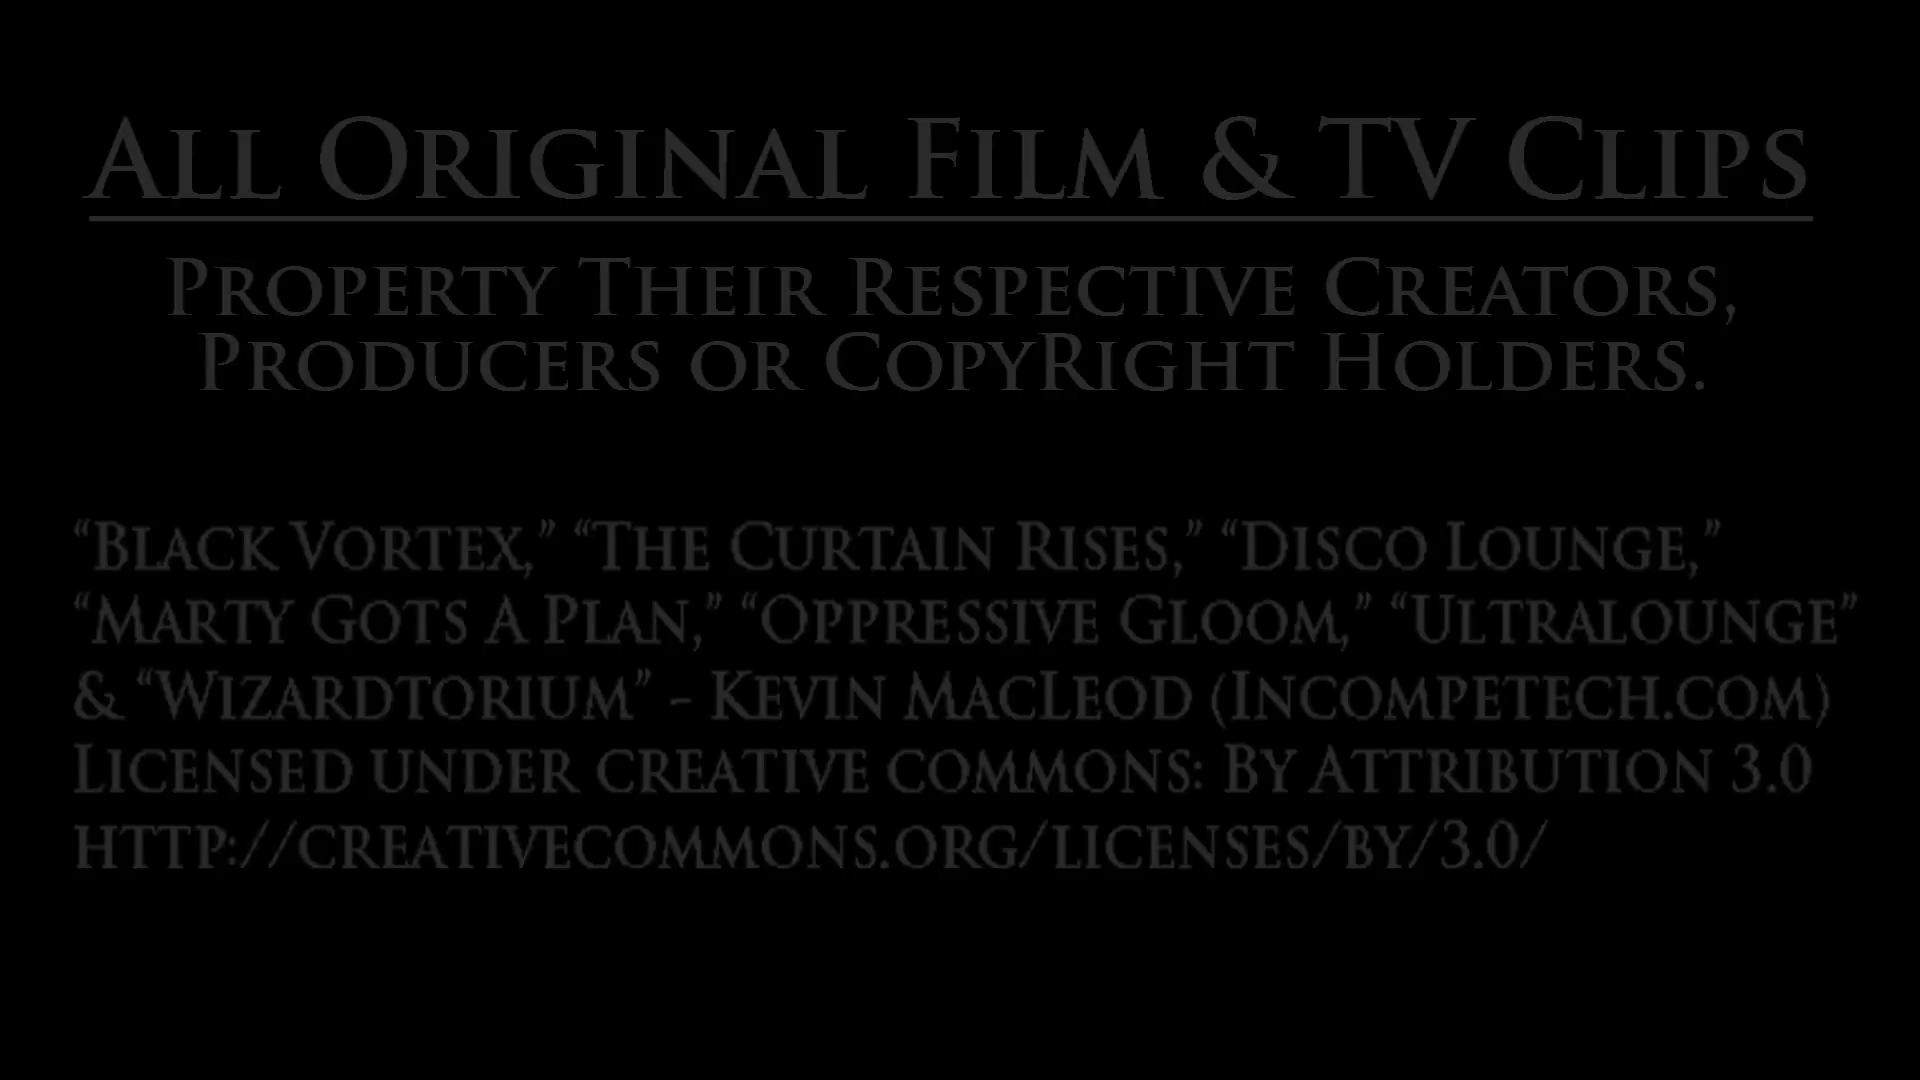 All Original Film & TV Clips
Property Their Respective Creators,
Producers or CopyRight Holders.
“Black Vortex,” “The Curtain Rises,” “Disco Lounge,”
“Marty Gots A Plan,” “Oppressive Gloom,” “Ultralounge”
& “Wizardtorium” - Kevin MacLeod (Incompetech.com)
Licensed under creative commons: By Attribution 3.0
http://creativecommons.org/licenses/by/3.0/